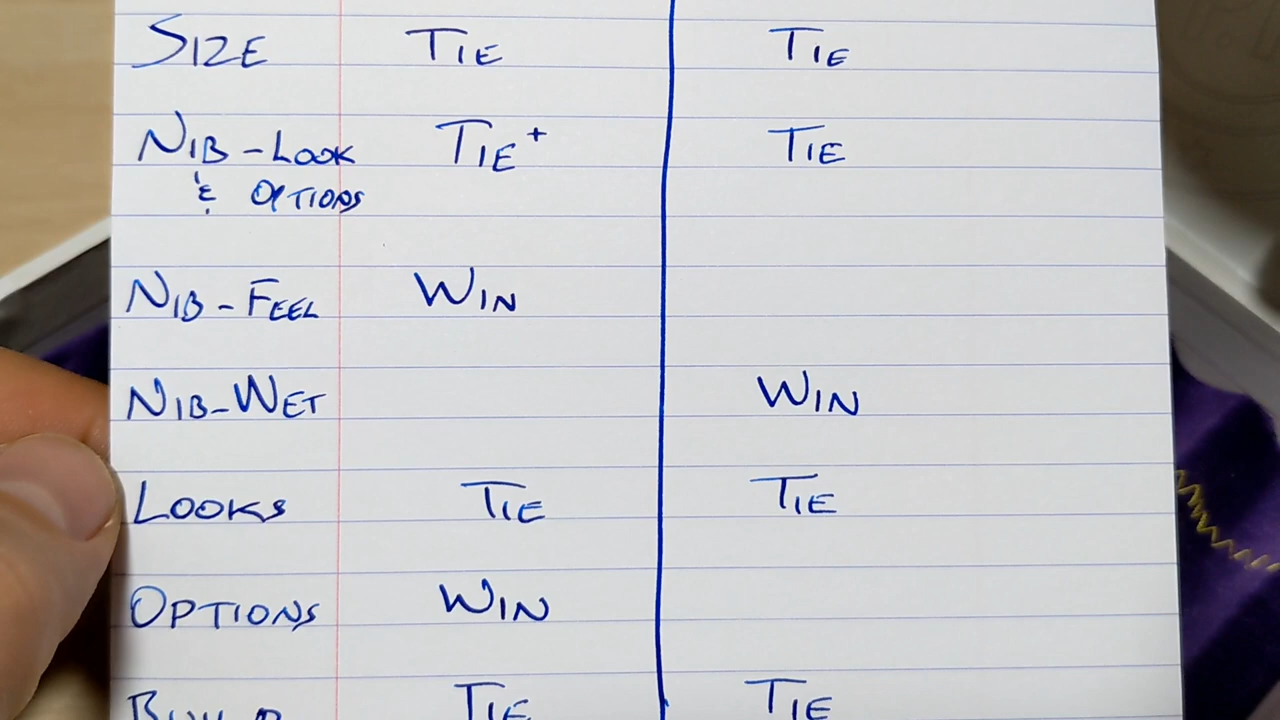 SIZE TIE TIE
NIB-LOOK TIE+ TIE
& OPTIONS
NIB-FEEL WIN
NIB-WET WIN
LOOKS TIE TIE
OPTIONS WIN
BUILD TIE TIE